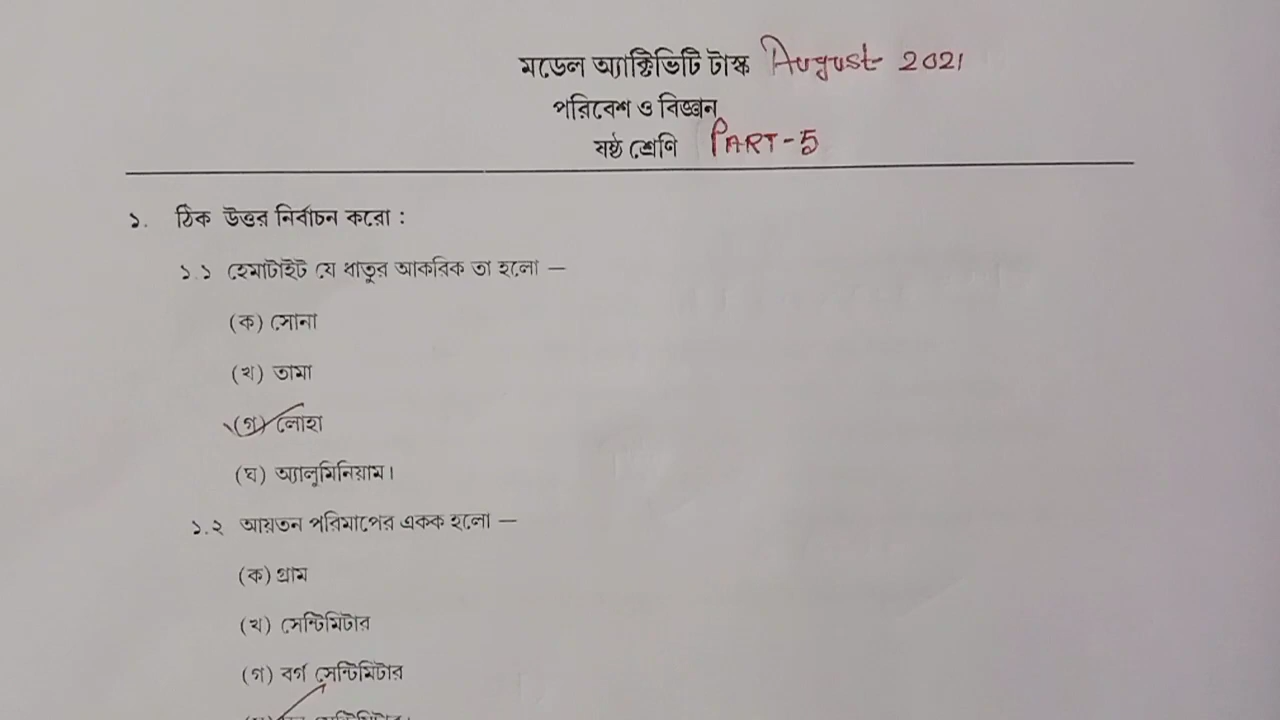 মডেল অ্যাক্টিভিটি টাস্ক August 2021
পরিবেশ ও বিজ্ঞান
ষষ্ঠ শ্রেণি PART-5
১. ঠিক উত্তর নির্বাচন করো :
১.১ হেমাটাইট যে ধাতুর আকরিক তা হলো —
(ক) সোনা
(খ) তামা
(গ) লোহা
(ঘ) অ্যালুমিনিয়াম।
১.২ আয়তন পরিমাপের একক হলো —
(ক) গ্রাম
(খ) সেন্টিমিটার
(গ) বর্গ সেন্টিমিটার
সেন্টিমিটার।